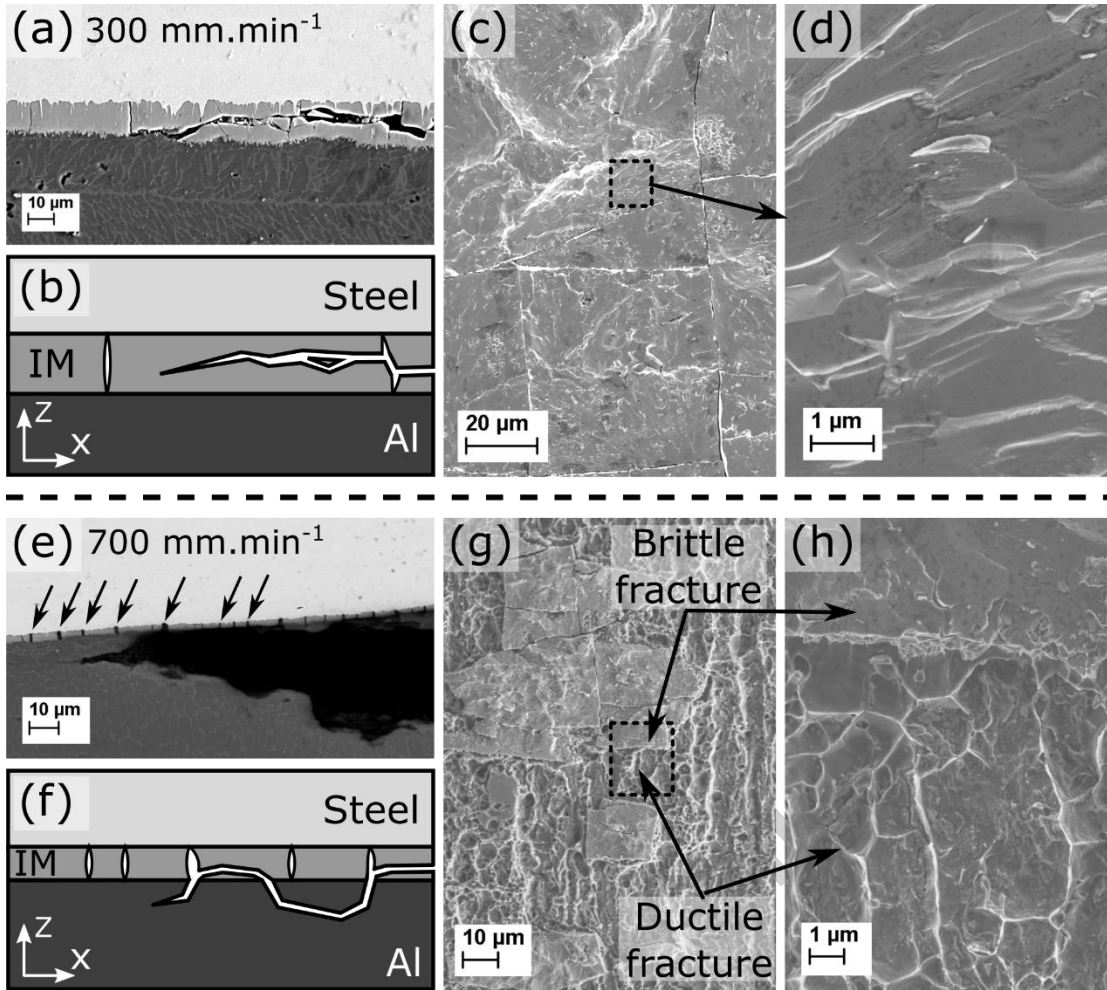 (a) 300 mm.min⁻¹
10 µm
(b)
Steel
IM
Z
X
Al
(c)
20 µm
(d)
1 µm
(e) 700 mm.min⁻¹
10 µm
(f)
Steel
IM
Z
X
Al
(g)
Brittle
fracture
Ductile
fracture
10 µm
(h)
1 µm